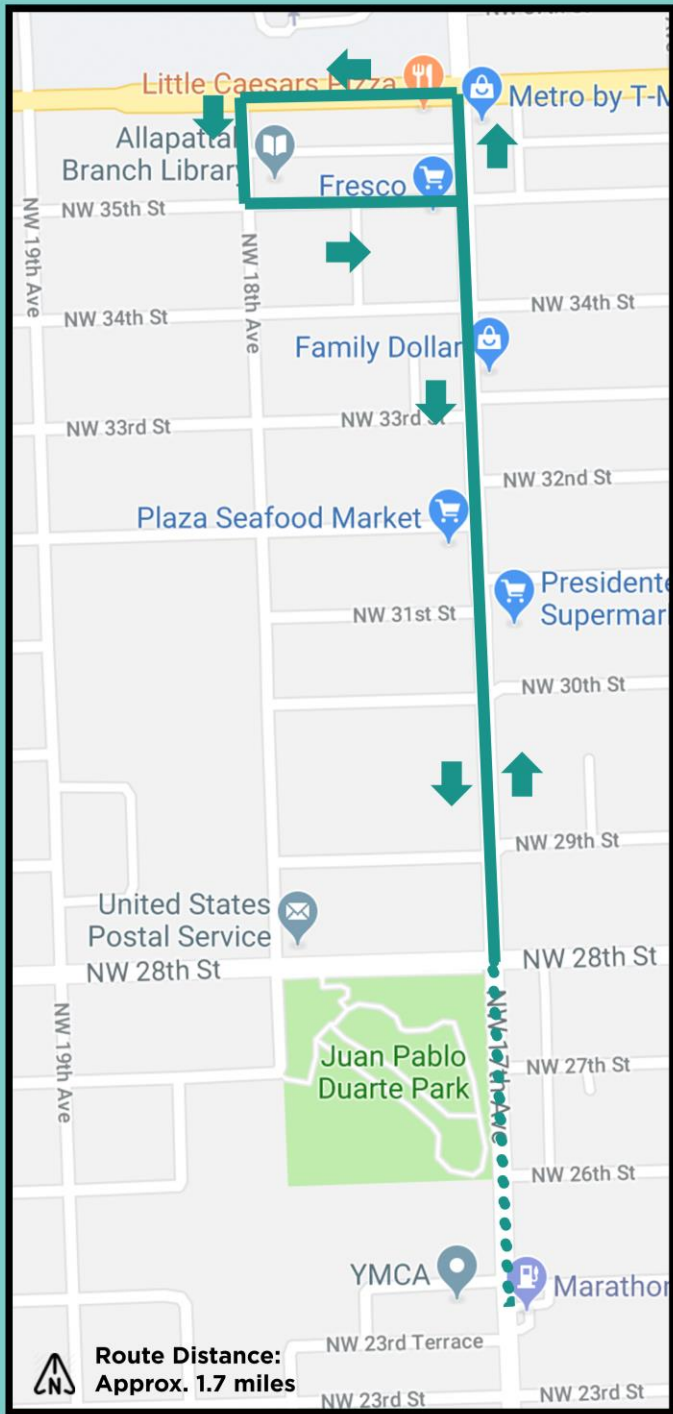 Little Caesars Pizza
Metro by T-M
Allapattah
Branch Library
Fresco
NW 35th St
NW 19th Ave
NW 18th Ave
NW 34th St
NW 34th St
Family Dollar
NW 33rd St
NW 33rd St
NW 32nd St
Plaza Seafood Market
Presidente
Supermar
NW 31st St
NW 30th St
NW 29th St
United States
Postal Service
NW 28th St
NW 28th St
NW 17th Ave
NW 19th Ave
Juan Pablo
Duarte Park
NW 27th St
NW 26th St
YMCA
Marathon
NW 23rd Terrace
N
Route Distance:
Approx. 1.7 miles
NW 23rd St
NW 23rd St